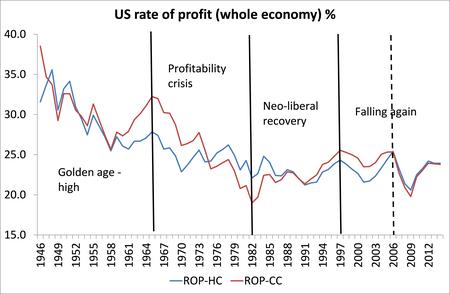 US rate of profit (whole economy) %
40.0
35.0
30.0
25.0
20.0
15.0
Profitability
crisis
Neo-liberal
recovery
Falling again
Golden age -
high
1946
1949
1952
1955
1958
1961
1964
1967
1970
1973
1976
1979
1982
1985
1988
1991
1994
1997
2000
2003
2006
2009
2012
ROP-HC
ROP-CC